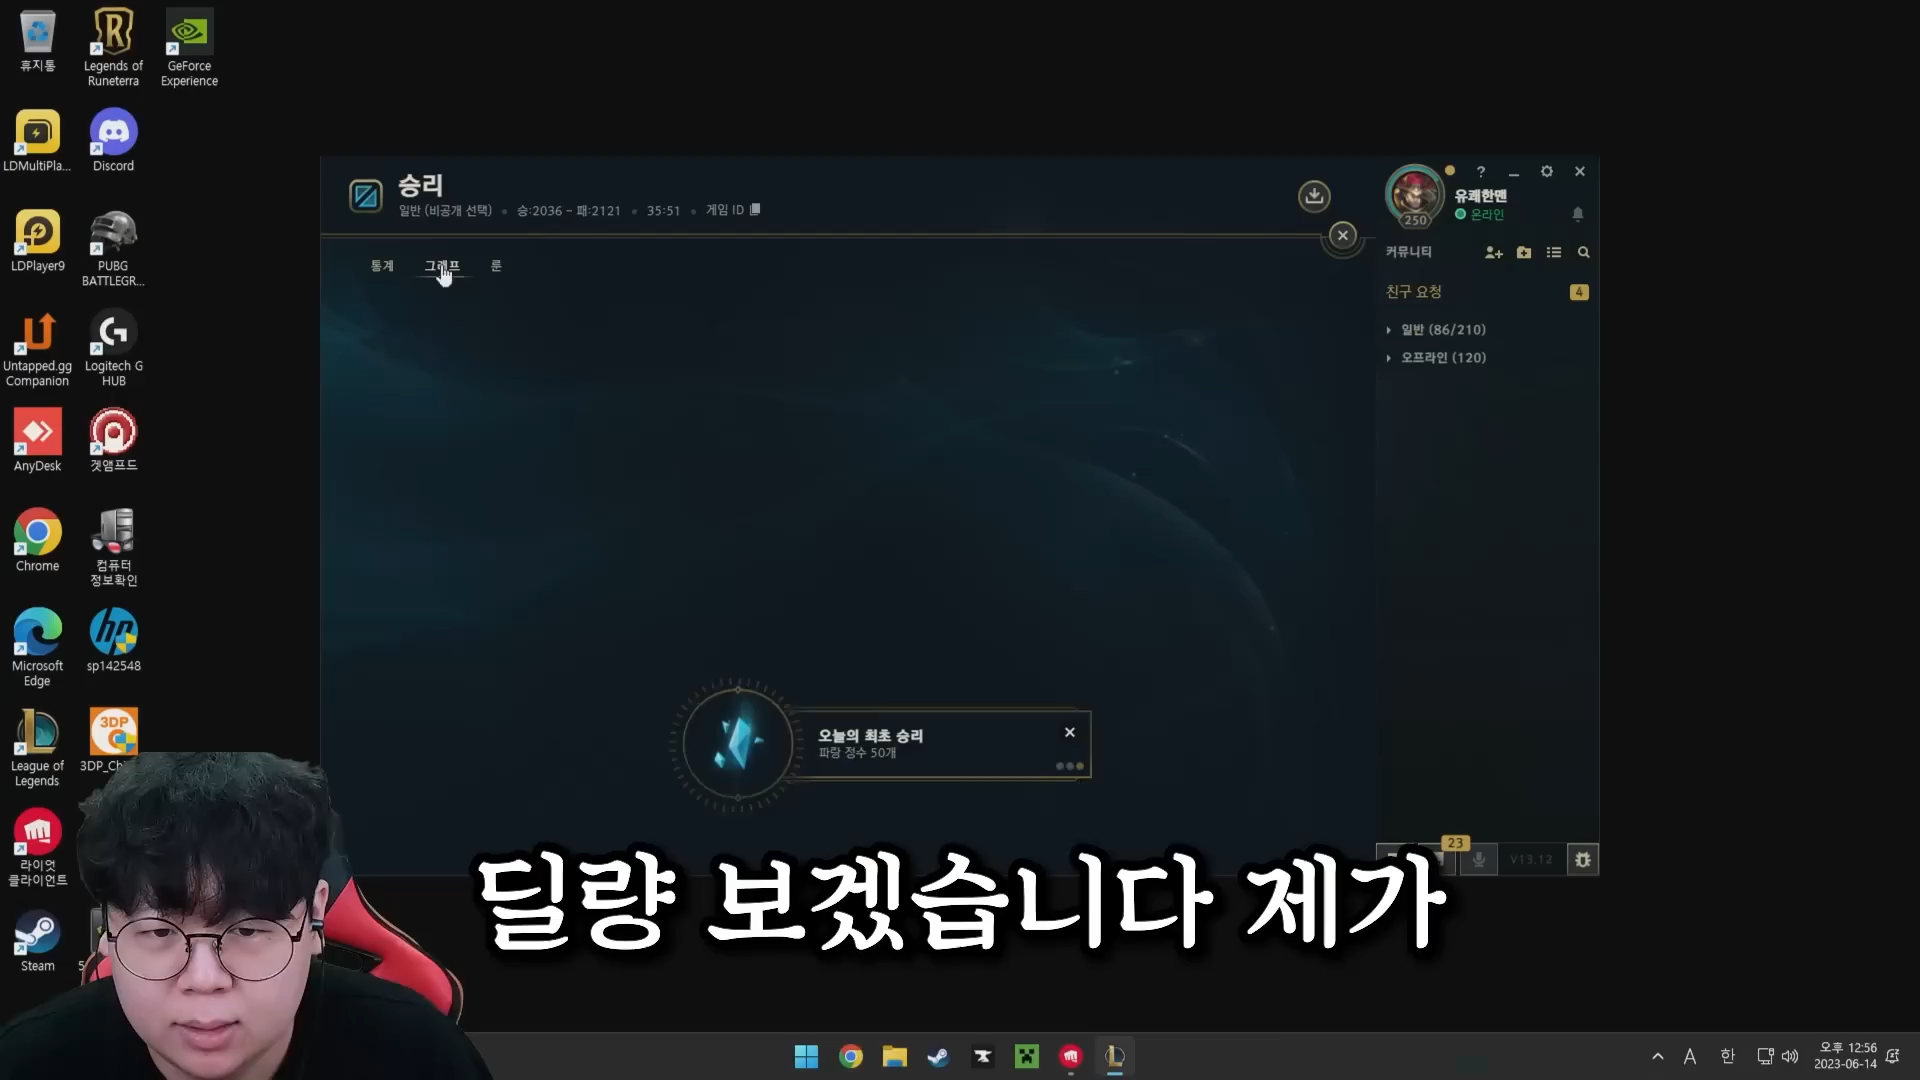 휴지통
Legends of Runeterra
GeForce Experience
LDMultiPla...
Discord
LDPlayer9
PUBG BATTLEGR...
Untapped.gg Companion
Logitech G HUB
AnyDesk
겟앰프드
Chrome
컴퓨터 정보확인
Microsoft Edge
sp142548
League of Legends
3DP
라이엇 클라이언트
Steam
승리
일반 (비공개 선택) • 승:2036 - 패:2121 • 35:51 • 게임 ID
통계
그래프
룬
250
유쾌한맨
온라인
커뮤니티
친구 요청
4
일반 (86/210)
오프라인 (120)
오늘의 최초 승리
파랑 정수 50개
23
V13.12
딜량 보겠습니다 제가
A
한
오후 12:56
2023-06-14